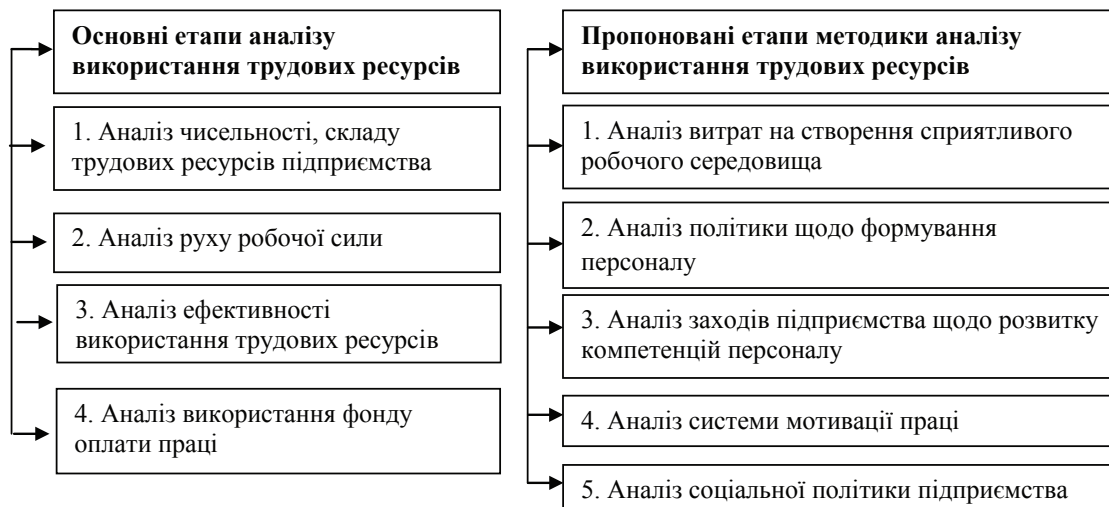 Основні етапи аналізу
використання трудових ресурсів
1. Аналіз чисельності, складу
трудових ресурсів підприємства
2. Аналіз руху робочої сили
3. Аналіз ефективності
використання трудових ресурсів
4. Аналіз використання фонду
оплати праці
Пропоновані етапи методики аналізу
використання трудових ресурсів
1. Аналіз витрат на створення сприятливого
робочого середовища
2. Аналіз політики щодо формування
персоналу
3. Аналіз заходів підприємства щодо розвитку
компетенцій персоналу
4. Аналіз системи мотивації праці
5. Аналіз соціальної політики підприємства